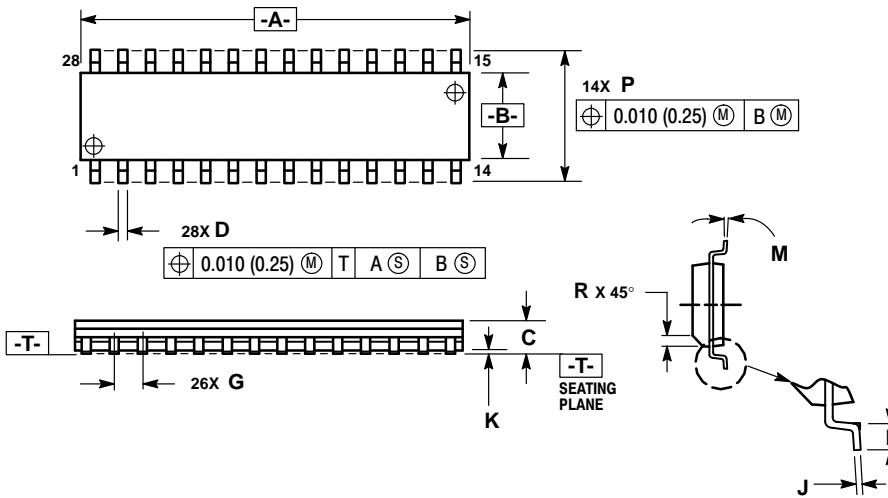 -A-
28
15
14X P
⌖ 0.010 (0.25) Ⓜ B Ⓜ
-B-
1
14
28X D
⌖ 0.010 (0.25) Ⓜ T A Ⓢ B Ⓢ
M
R X 45°
C
-T-
-T-
SEATING
PLANE
26X G
K
J